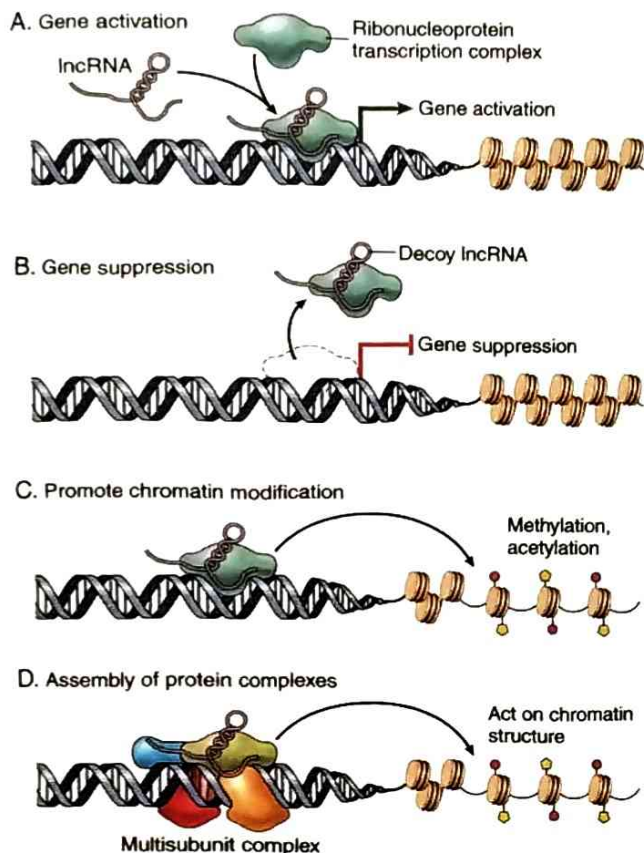 A. Gene activation
lncRNA
Ribonucleoprotein
transcription complex
Gene activation
B. Gene suppression
Decoy lncRNA
Gene suppression
C. Promote chromatin modification
Methylation,
acetylation
D. Assembly of protein complexes
Act on chromatin
structure
Multisubunit complex